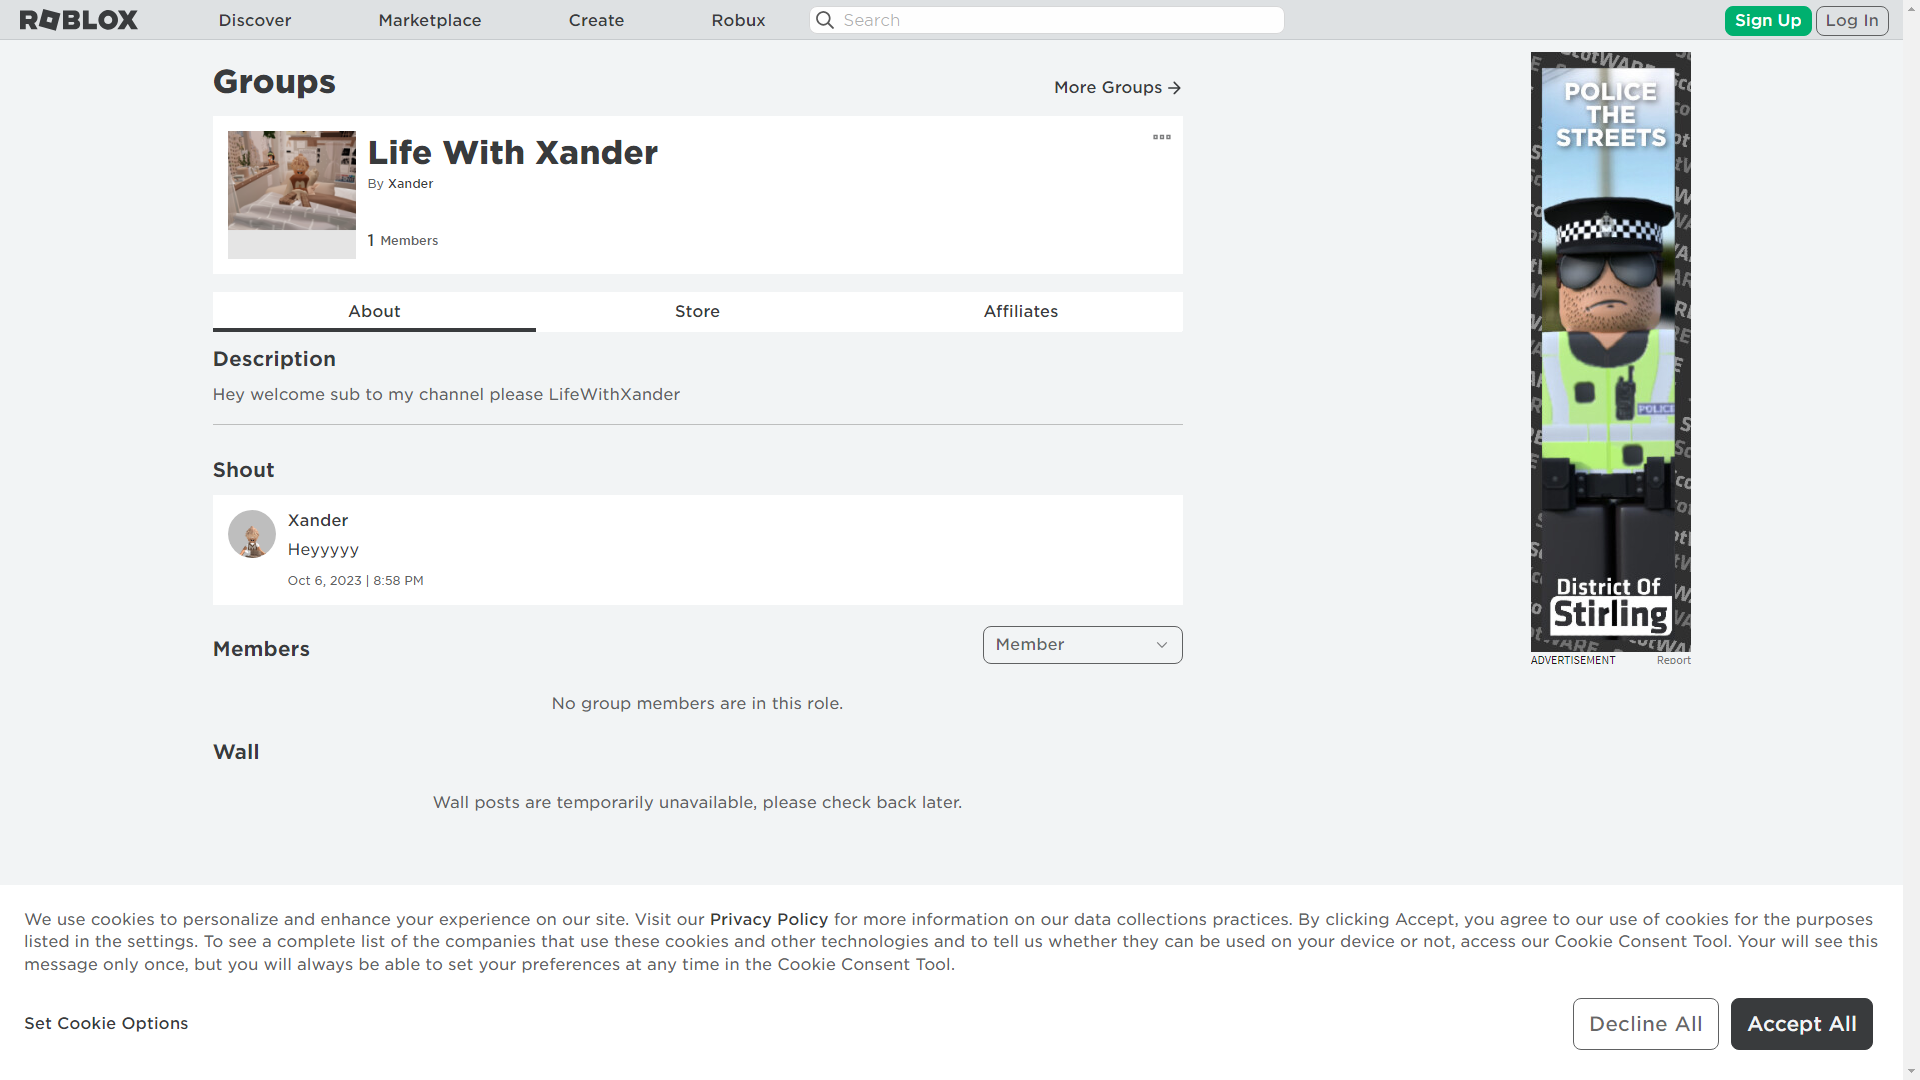 ROBLOX
Discover
Marketplace
Create
Robux
Search
Sign Up
Log In
Groups
More Groups
Life With Xander
By Xander
1 Members
About
Store
Affiliates
Description
Hey welcome sub to my channel please LifeWithXander
Shout
Xander
Heyyyyy
Oct 6, 2023 | 8:58 PM
Members
Member
No group members are in this role.
Wall
Wall posts are temporarily unavailable, please check back later.
POLICE
THE
STREETS
POLICE
District Of
Stirling
ADVERTISEMENT
Report
We use cookies to personalize and enhance your experience on our site. Visit our Privacy Policy for more information on our data collections practices. By clicking Accept, you agree to our use of cookies for the purposes
listed in the settings. To see a complete list of the companies that use these cookies and other technologies and to tell us whether they can be used on your device or not, access our Cookie Consent Tool. Your will see this
message only once, but you will always be able to set your preferences at any time in the Cookie Consent Tool.
Set Cookie Options
Decline All
Accept All